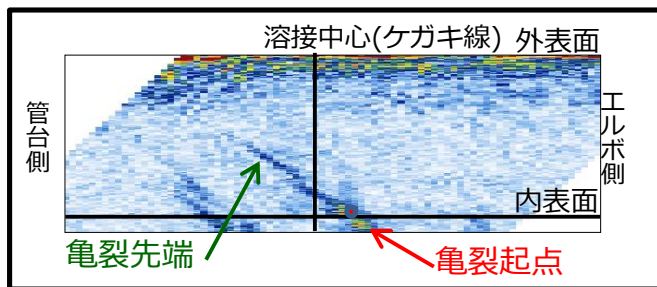 溶接中心(ケガキ線)
外表面
管台側
エルボ側
内表面
亀裂先端
亀裂起点